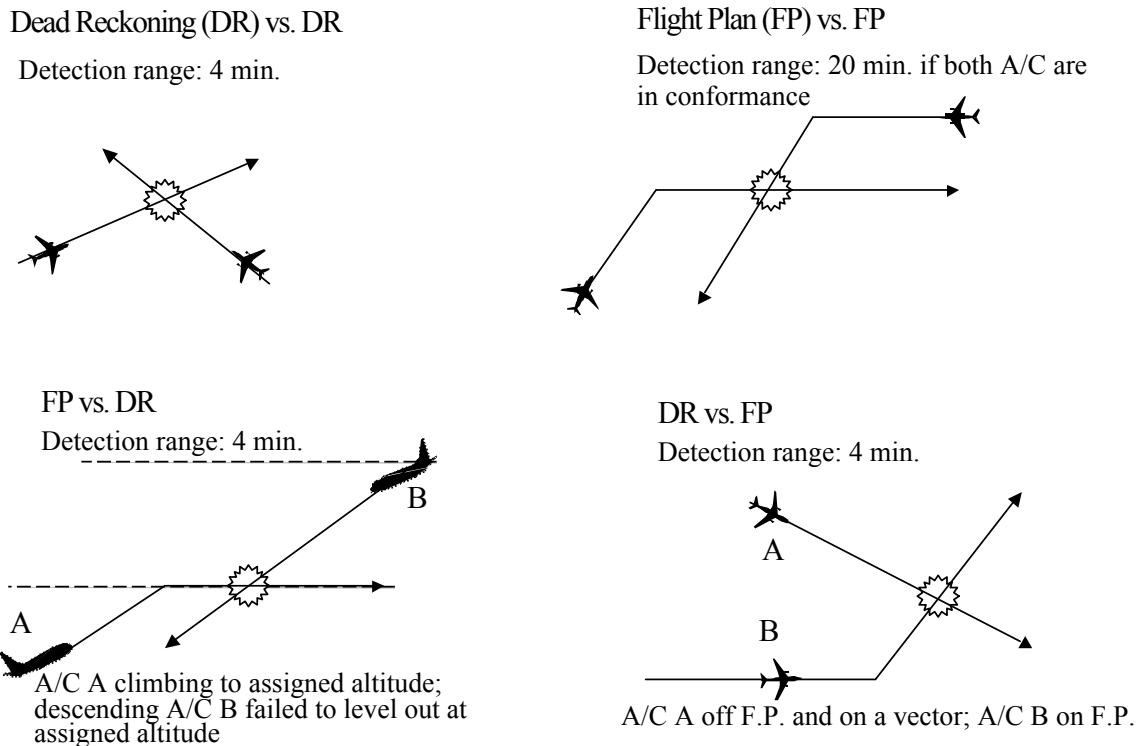 Dead Reckoning (DR) vs. DR
Detection range: 4 min.
Flight Plan (FP) vs. FP
Detection range: 20 min. if both A/C are
in conformance
FP vs. DR
Detection range: 4 min.
B
A
A/C A climbing to assigned altitude;
descending A/C B failed to level out at
assigned altitude
DR vs. FP
Detection range: 4 min.
A
B
A/C A off F.P. and on a vector; A/C B on F.P.